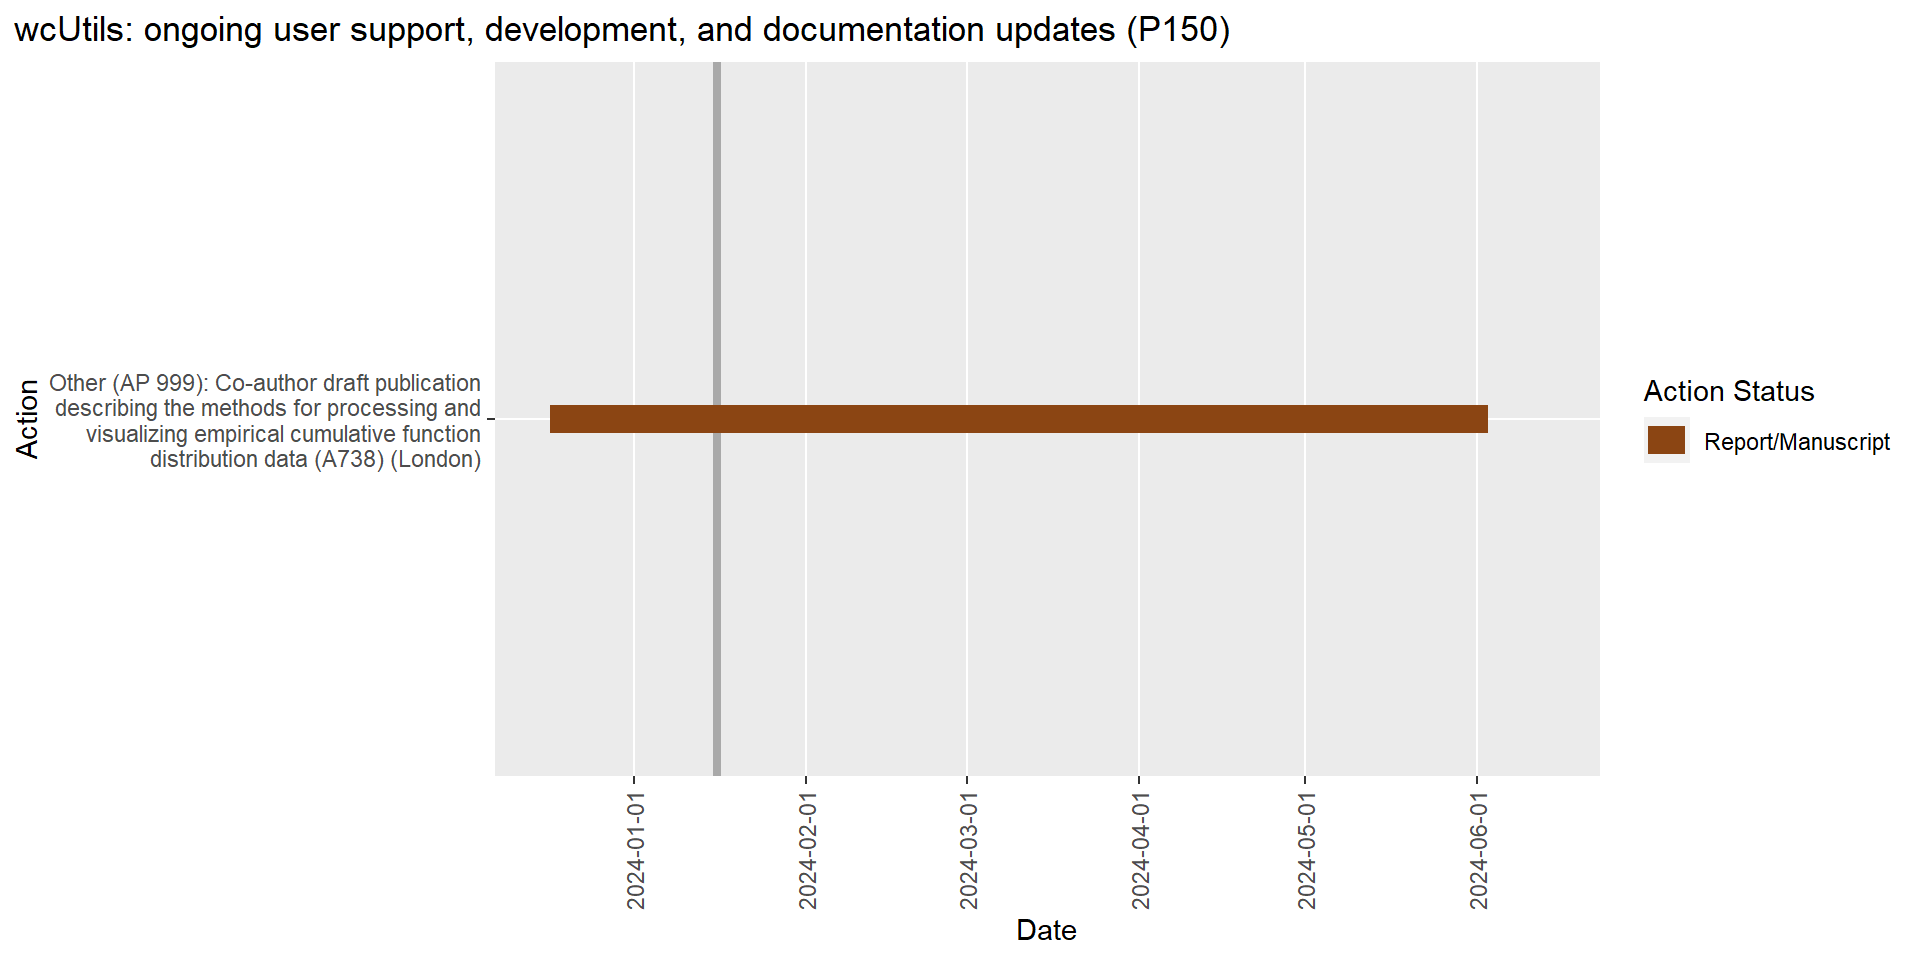 wcUtils: ongoing user support, development, and documentation updates (P150)
Action
Other (AP 999): Co-author draft publication
describing the methods for processing and
visualizing empirical cumulative function
distribution data (A738) (London)
Action Status
Report/Manuscript
2024-01-01
2024-02-01
2024-03-01
2024-04-01
2024-05-01
2024-06-01
Date